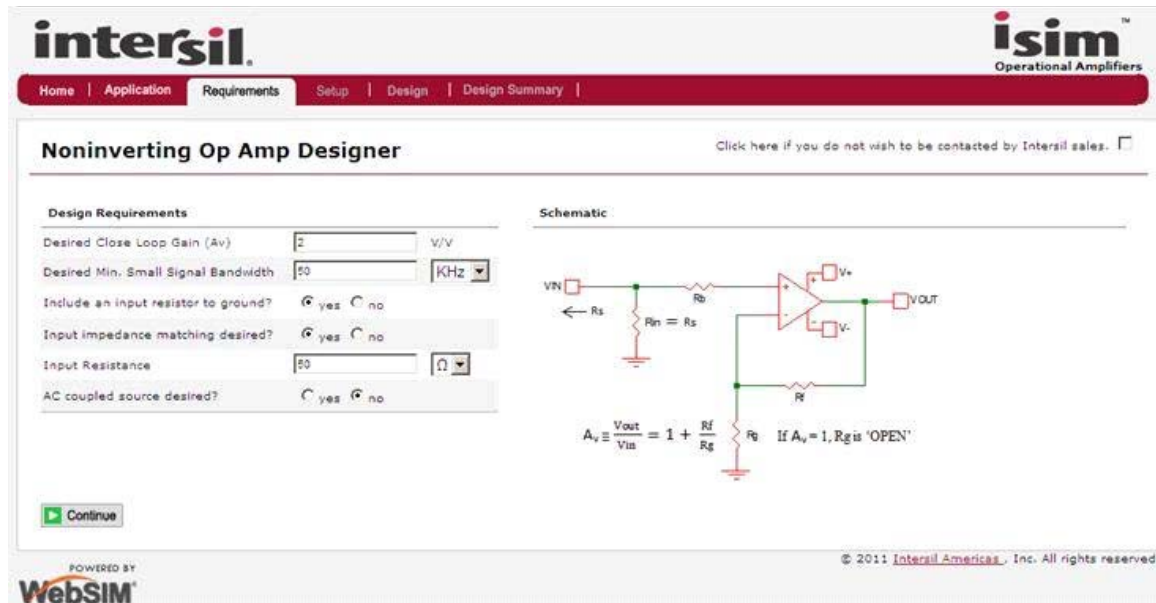 intersil.
isim™
Operational Amplifiers
Home | Application Requirements Setup | Design | Design Summary |
Noninverting Op Amp Designer
Click here if you do not wish to be contacted by Intersil sales.
Design Requirements
Desired Close Loop Gain (Av) 2 V/V
Desired Min. Small Signal Bandwidth 50 KHz
Include an input resistor to ground? yes no
Input impedance matching desired? yes no
Input Resistance 50 Ω
AC coupled source desired? yes no
Continue
Schematic
VIN
Rs
Rin = Rs
Rb
+
-
+
-
V+
V-
VOUT
Rf
Av ≡ Vout/Vin = 1 + Rf/Rg
Rg
If Av = 1, Rg is 'OPEN'
© 2011 Intersil Americas , Inc. All rights reserved
POWERED BY
WebSIM®